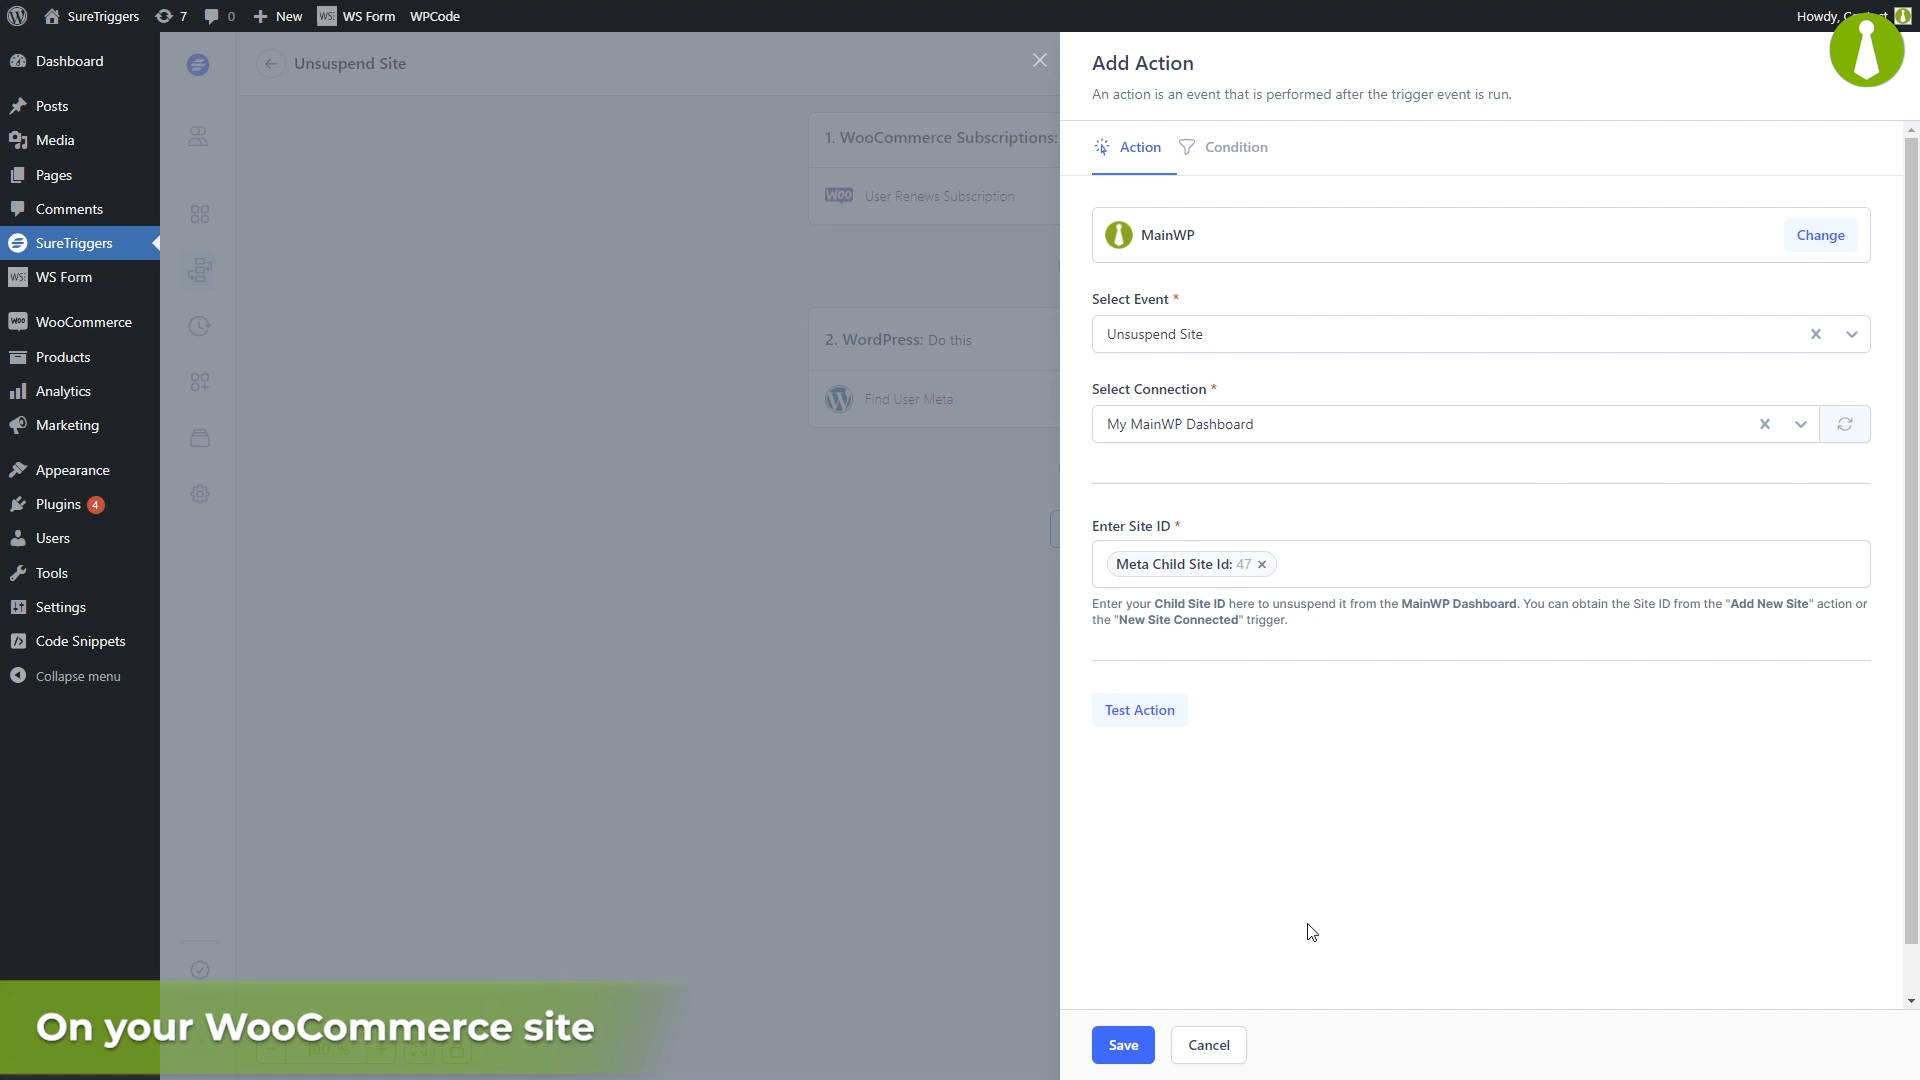 SureTriggers
7
0
New
WS Form
WPCode
Howdy,
Dashboard
Posts
Media
Pages
Comments
SureTriggers
WS Form
WooCommerce
Products
Analytics
Marketing
Appearance
Plugins 4
Users
Tools
Settings
Code Snippets
Collapse menu
Unsuspend Site
1. WooCommerce Subscriptions:
User Renews Subscription
2. WordPress: Do this
Find User Meta
100 %
Add Action
An action is an event that is performed after the trigger event is run.
Action
Condition
MainWP
Change
Select Event *
Unsuspend Site
Select Connection *
My MainWP Dashboard
Enter Site ID *
Meta Child Site Id: 47
Enter your Child Site ID here to unsuspend it from the MainWP Dashboard. You can obtain the Site ID from the "Add New Site" action or
the "New Site Connected" trigger.
Test Action
Save
Cancel
On your WooCommerce site